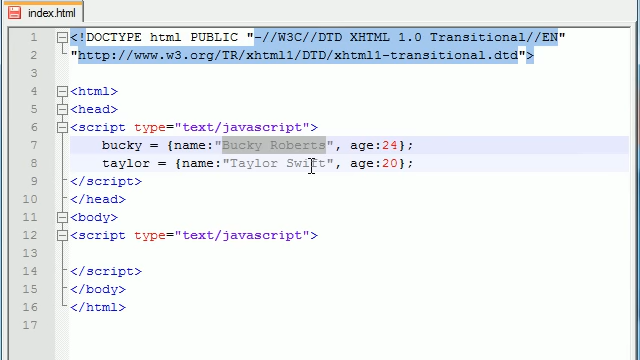 index.html
1 <!DOCTYPE html PUBLIC "-//W3C//DTD XHTML 1.0 Transitional//EN"
2 "http://www.w3.org/TR/xhtml1/DTD/xhtml1-transitional.dtd">
3
4 <html>
5 <head>
6 <script type="text/javascript">
7 bucky = {name:"Bucky Roberts", age:24};
8 taylor = {name:"Taylor Swift", age:20};
9 </script>
10 </head>
11 <body>
12 <script type="text/javascript">
13
14 </script>
15 </body>
16 </html>
17